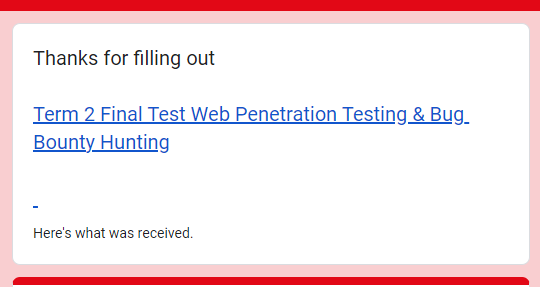 Thanks for filling out
Term 2 Final Test Web Penetration Testing & Bug
Bounty Hunting
Here's what was received.